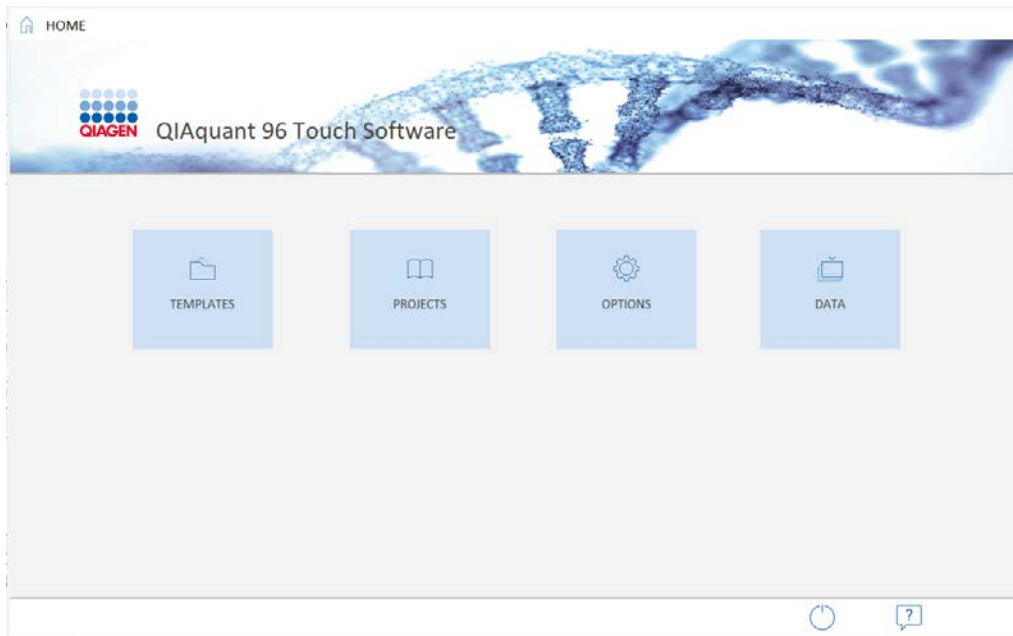 HOME
QIAGEN
QIAquant 96 Touch Software
TEMPLATES
PROJECTS
OPTIONS
DATA
?